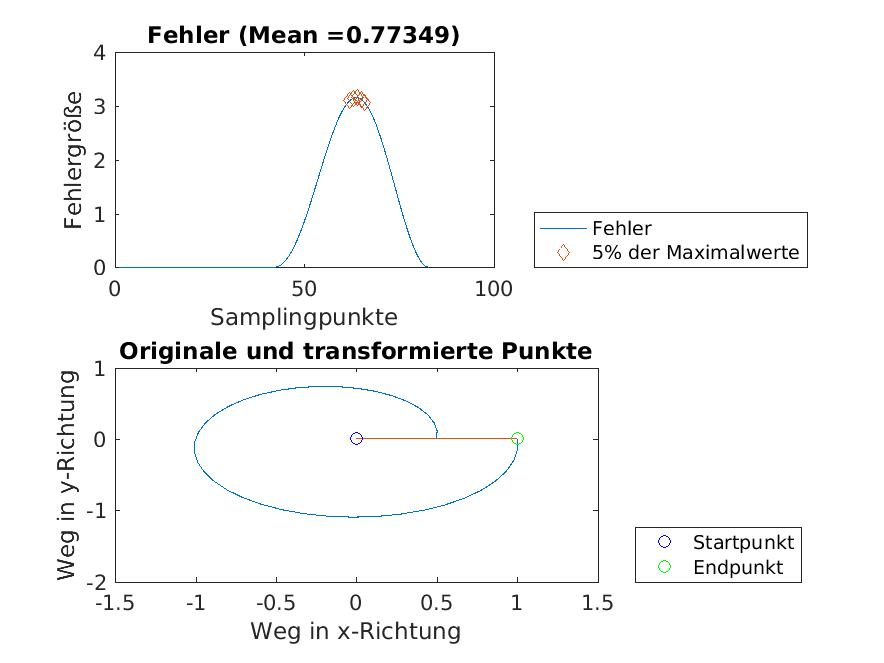 Fehler (Mean =0.77349)
4
3
2
1
0
Fehlergröße
0
50
100
Samplingpunkte
Fehler
5% der Maximalwerte
Originale und transformierte Punkte
1
0
-1
-2
Weg in y-Richtung
-1.5
-1
-0.5
0
0.5
1
1.5
Weg in x-Richtung
Startpunkt
Endpunkt